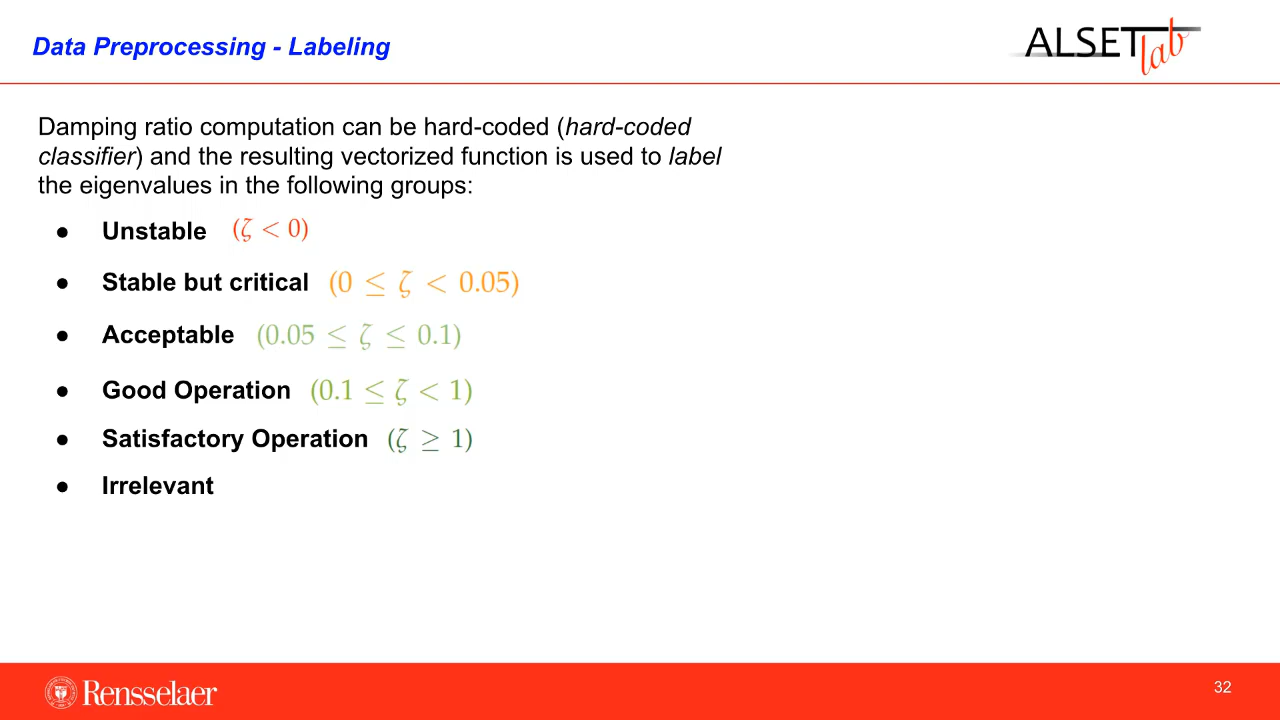 Data Preprocessing - Labeling
ALSETlab
Damping ratio computation can be hard-coded (hard-coded
classifier) and the resulting vectorized function is used to label
the eigenvalues in the following groups:
● Unstable (ζ < 0)
● Stable but critical (0 ≤ ζ < 0.05)
● Acceptable (0.05 ≤ ζ ≤ 0.1)
● Good Operation (0.1 ≤ ζ < 1)
● Satisfactory Operation (ζ ≥ 1)
● Irrelevant
Rensselaer
32